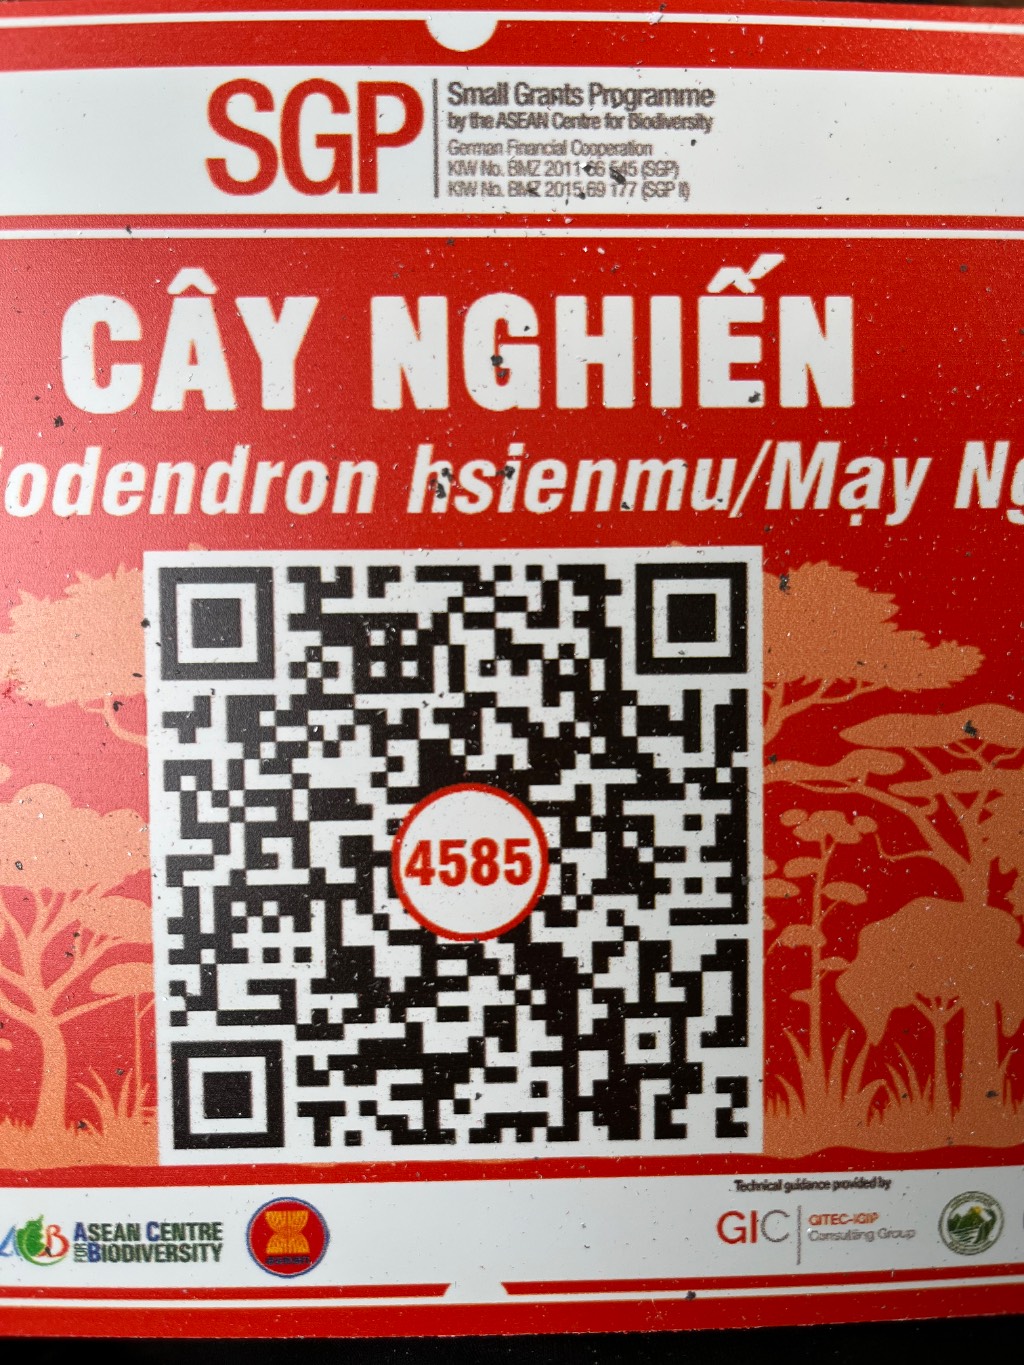 SGP
Small Grants Programme
by the ASEAN Centre for Biodiversity
German Financial Cooperation
KfW No. BMZ 2011 66 545 (SGP)
KfW No. BMZ 2015 69 177 (SGP II)
CÂY NGHIẾN
hsienmu/Mạy
4585
ACB ASEAN CENTRE
FOR BIODIVERSITY
Technical guidance provided by
GIC
GITEC-IGIP
Consulting Group